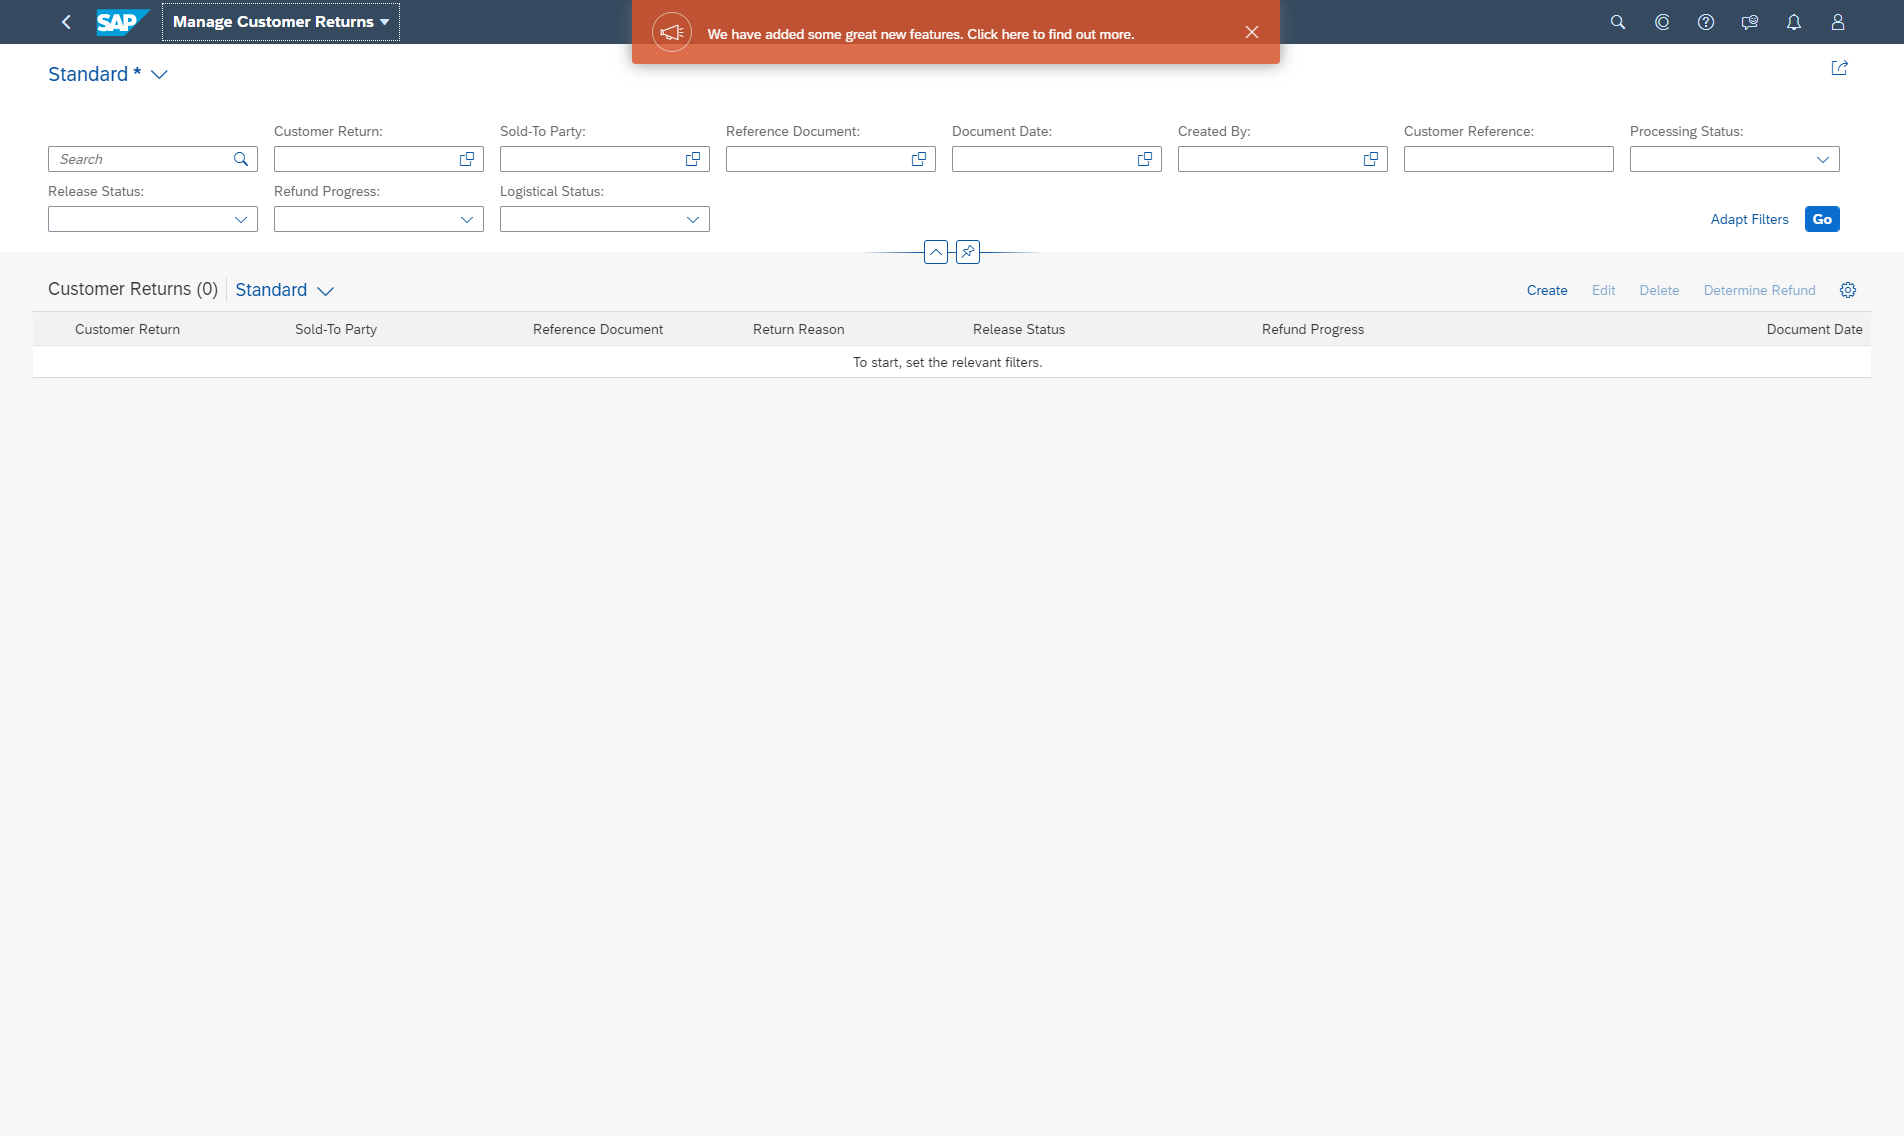 SAP Manage Customer Returns
We have added some great new features. Click here to find out more.
Standard *
Customer Return: Sold-To Party: Reference Document: Document Date: Created By: Customer Reference: Processing Status:
Search
Release Status: Refund Progress: Logistical Status:
Adapt Filters Go
Customer Returns (0) Standard Create Edit Delete Determine Refund
Customer Return Sold-To Party Reference Document Return Reason Release Status Refund Progress Document Date
To start, set the relevant filters.